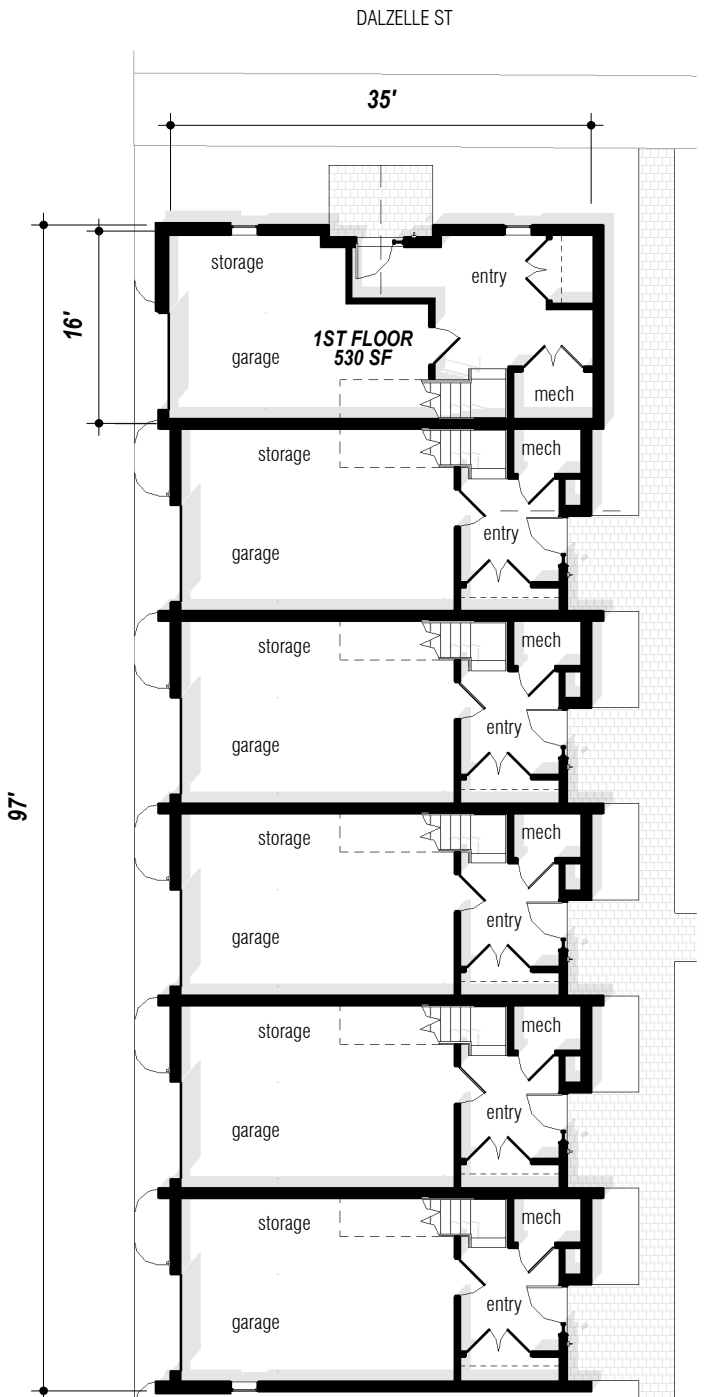 DALZELLE ST
35'
storage
entry
16'
1ST FLOOR
530 SF
garage
mech
storage
mech
entry
garage
storage
mech
entry
garage
97'
storage
mech
entry
garage
storage
mech
entry
garage
storage
mech
entry
garage